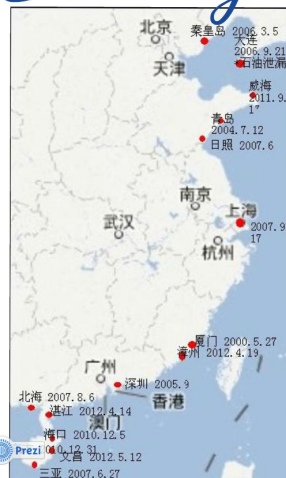 北京
秦皇岛 2006.3.5
大连
2006.9.21
石油泄漏
天津
威海
2011.9.
17
青岛
2004.7.12
日照 2007.6
南京
上海
2007.9
17
武汉
杭州
厦门 2000.5.27
漳州 2012.4.19
广州
深圳 2005.9
香港
澳门
北海 2007.8.6
湛江 2012.4.14
海口 2010.12.5
010.12.31
文昌 2012.5.12
三亚 2007.6.27
Prezi